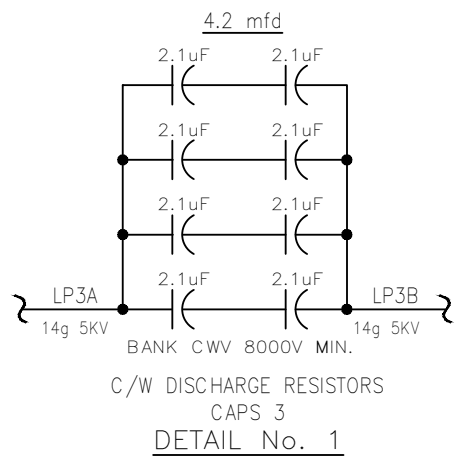 4.2 mfd
2.1uF 2.1uF
2.1uF 2.1uF
2.1uF 2.1uF
2.1uF 2.1uF
LP3A LP3B
14g 5KV 14g 5KV
BANK CWV 8000V MIN.
C/W DISCHARGE RESISTORS
CAPS 3
DETAIL No. 1